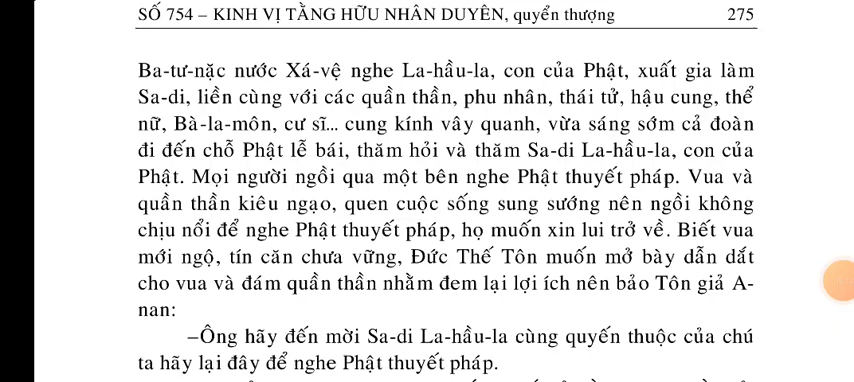 SỐ 754 – KINH VỊ TẰNG HỮU NHÂN DUYÊN, quyển thượng 275
Ba-tư-nặc nước Xá-vệ nghe La-hầu-la, con của Phật, xuất gia làm
Sa-di, liền cùng với các quần thần, phu nhân, thái tử, hậu cung, thể
nữ, Bà-la-môn, cư sĩ... cung kính vây quanh, vừa sáng sớm cả đoàn
đi đến chỗ Phật lễ bái, thăm hỏi và thăm Sa-di La-hầu-la, con của
Phật. Mọi người ngồi qua một bên nghe Phật thuyết pháp. Vua và
quần thần kiêu ngạo, quen cuộc sống sung sướng nên ngồi không
chịu nổi để nghe Phật thuyết pháp, họ muốn xin lui trở về. Biết vua
mới ngộ, tín căn chưa vững, Đức Thế Tôn muốn mở bày dẫn dắt
cho vua và đám quần thần nhằm đem lại lợi ích nên bảo Tôn giả A-
nan:
–Ông hãy đến mời Sa-di La-hầu-la cùng quyến thuộc của chú
ta hãy lại đây để nghe Phật thuyết pháp.